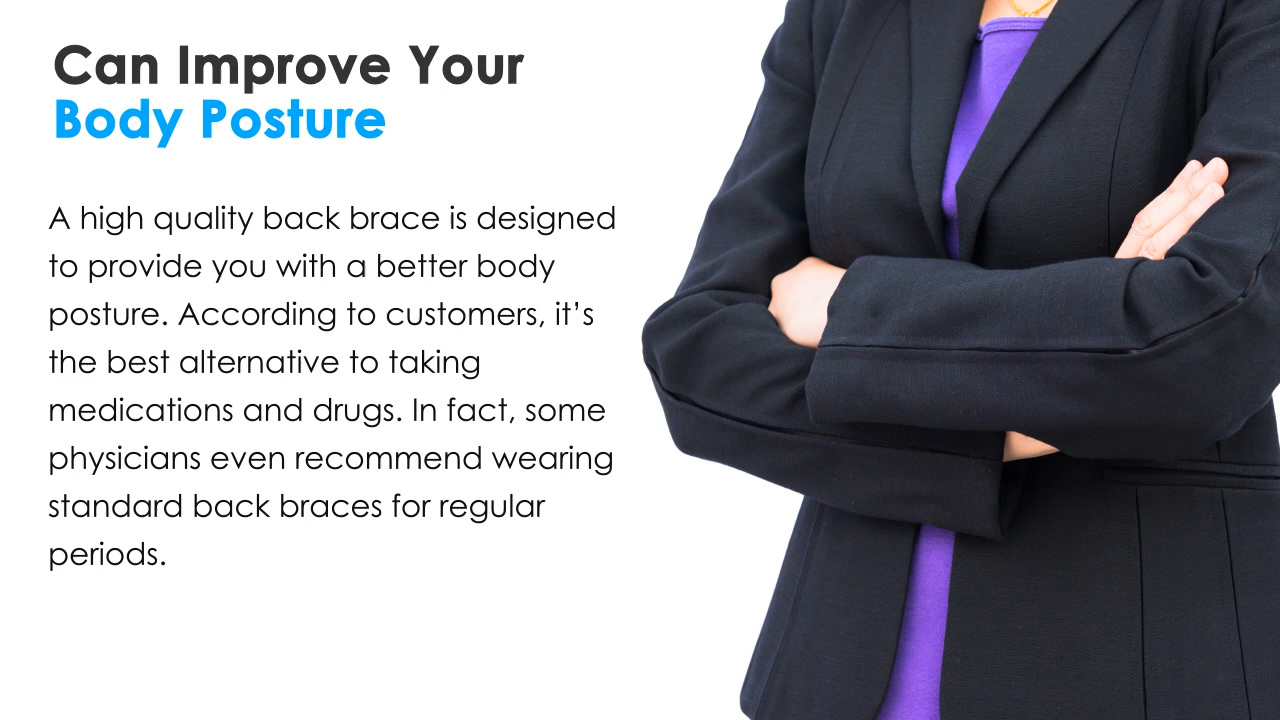 Can Improve Your
Body Posture
A high quality back brace is designed
to provide you with a better body
posture. According to customers, it’s
the best alternative to taking
medications and drugs. In fact, some
physicians even recommend wearing
standard back braces for regular
periods.